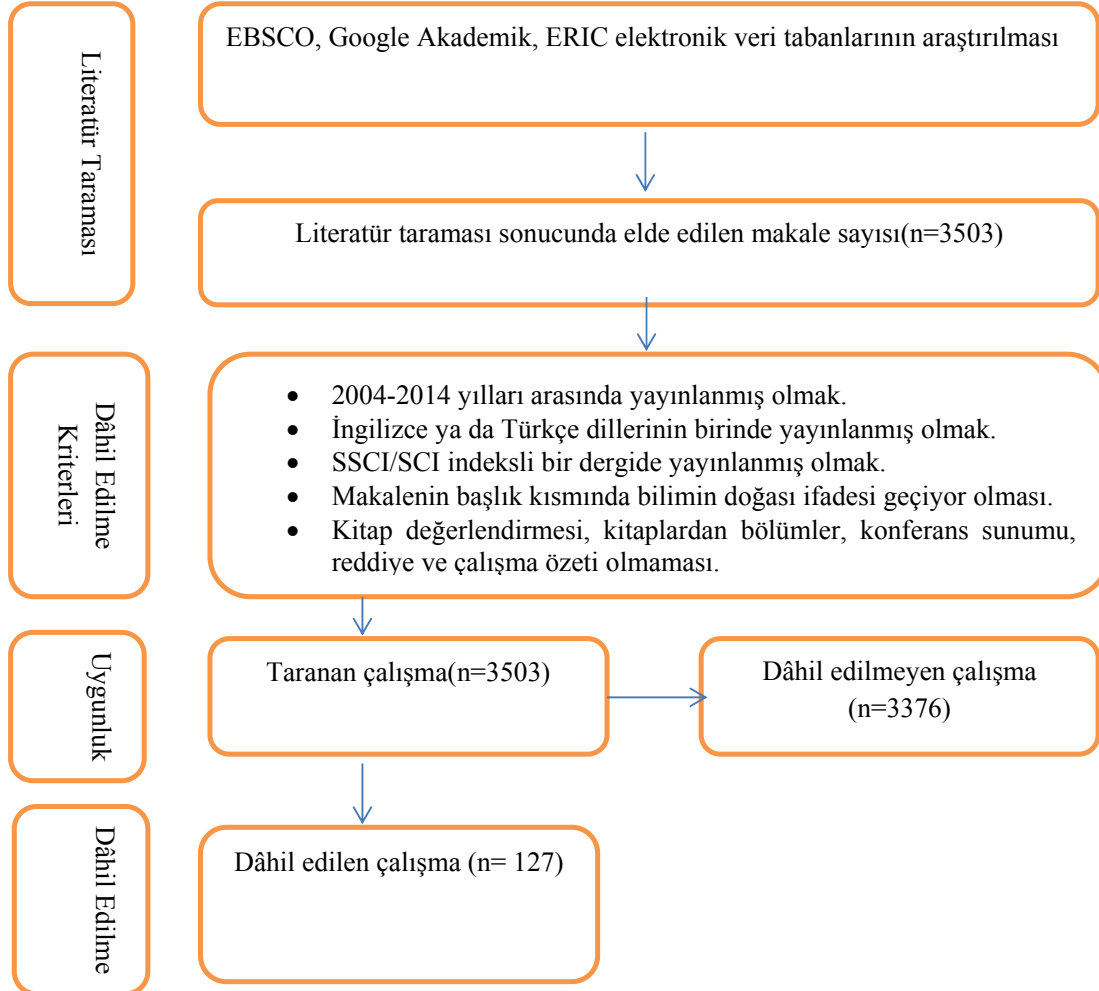 Literatür Taraması
EBSCO, Google Akademik, ERIC elektronik veri tabanlarının araştırılması
Literatür taraması sonucunda elde edilen makale sayısı(n=3503)
Dâhil Edilme
Kriterleri
• 2004-2014 yılları arasında yayınlanmış olmak.
• İngilizce ya da Türkçe dillerinin birinde yayınlanmış olmak.
• SSCI/SCI indeksli bir dergide yayınlanmış olmak.
• Makalenin başlık kısmında bilimin doğası ifadesi geçiyor olması.
• Kitap değerlendirmesi, kitaplardan bölümler, konferans sunumu,
reddiye ve çalışma özeti olmaması.
Uygunluk
Taranan çalışma(n=3503)
Dâhil edilmeyen çalışma
(n=3376)
Dâhil Edilme
Dâhil edilen çalışma (n= 127)